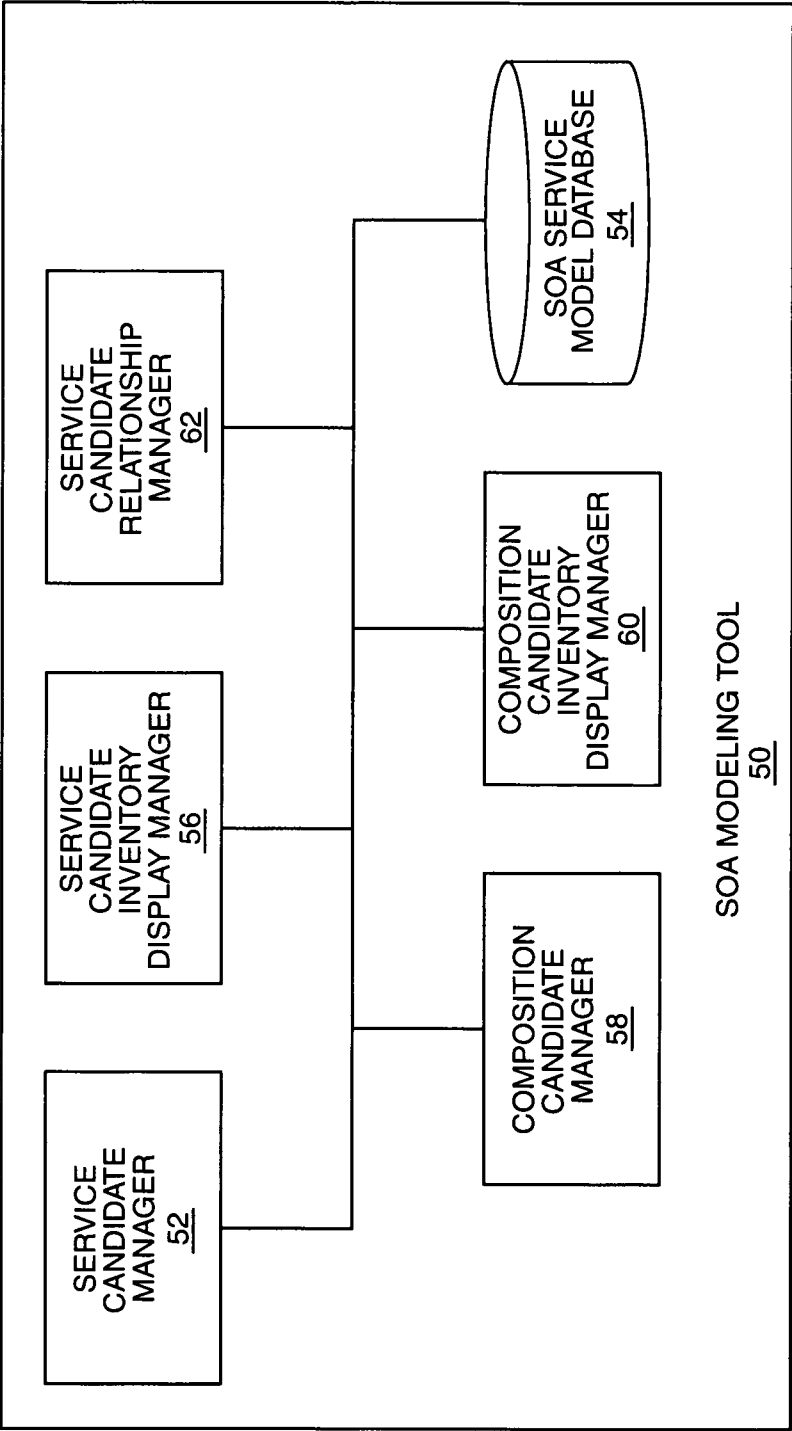 SERVICE
CANDIDATE
MANAGER
52
SERVICE
CANDIDATE
INVENTORY
DISPLAY MANAGER
56
SERVICE
CANDIDATE
RELATIONSHIP
MANAGER
62
COMPOSITION
CANDIDATE
MANAGER
58
COMPOSITION
CANDIDATE
INVENTORY
DISPLAY MANAGER
60
SOA SERVICE
MODEL DATABASE
54
SOA MODELING TOOL
50